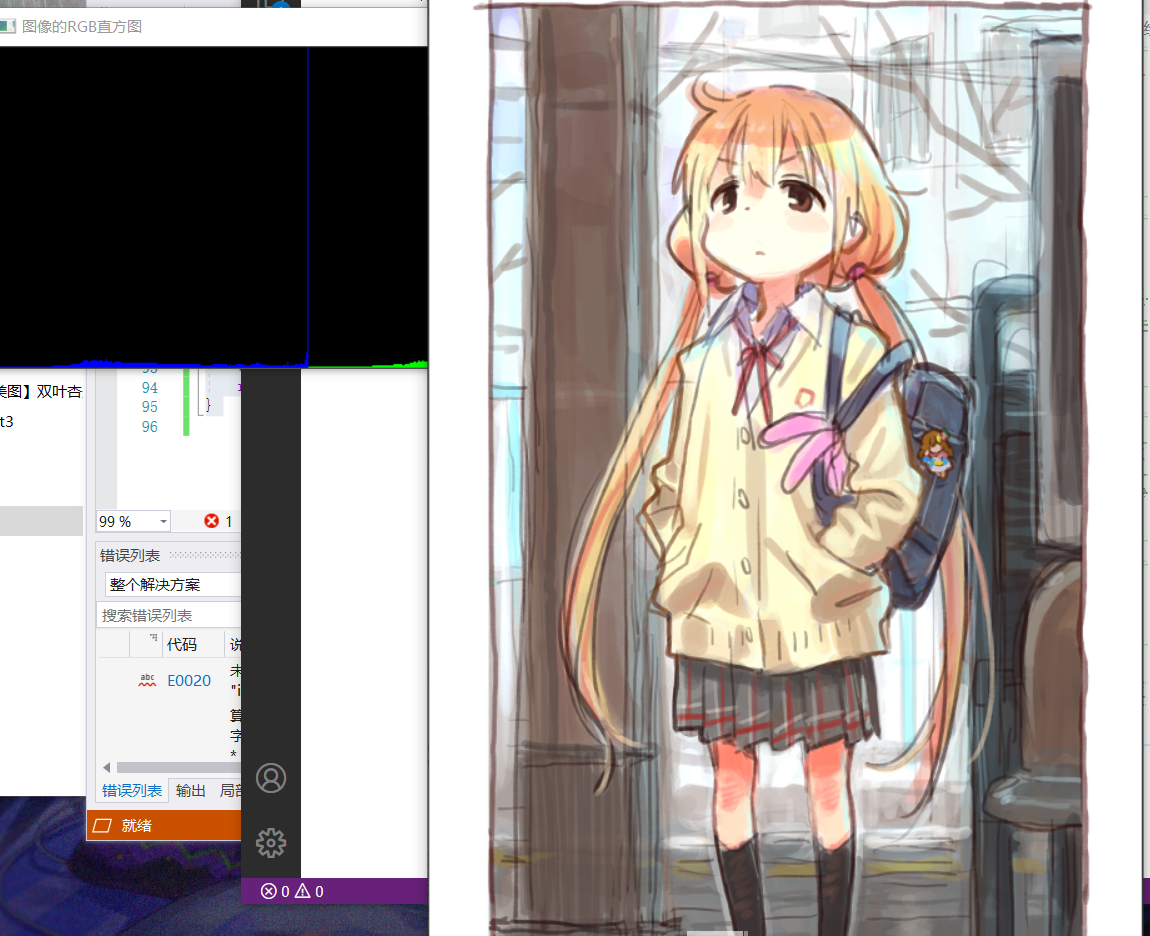 图像的RGB直方图
美图】双叶杏
t3
94
95
96
}
99 %
1
错误列表
整个解决方案
搜索错误列表
代码
说
E0020
未
"i
算
字
*
错误列表
输出
局部
就绪
0
0